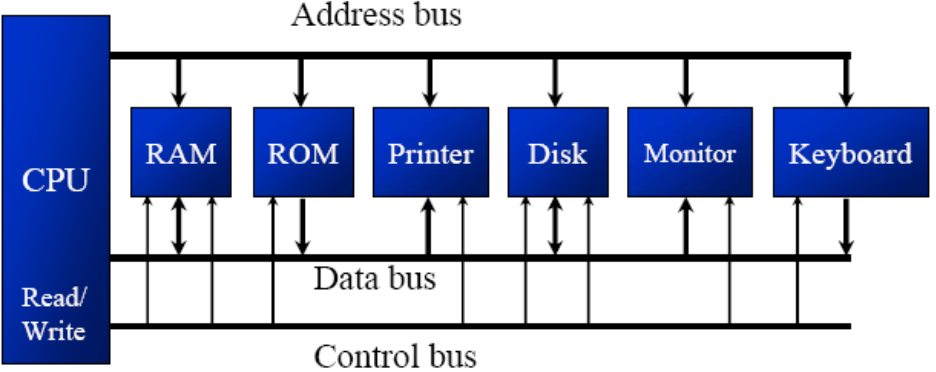 Address bus
CPU
RAM
ROM
Printer
Disk
Monitor
Keyboard
Data bus
Read/
Write
Control bus